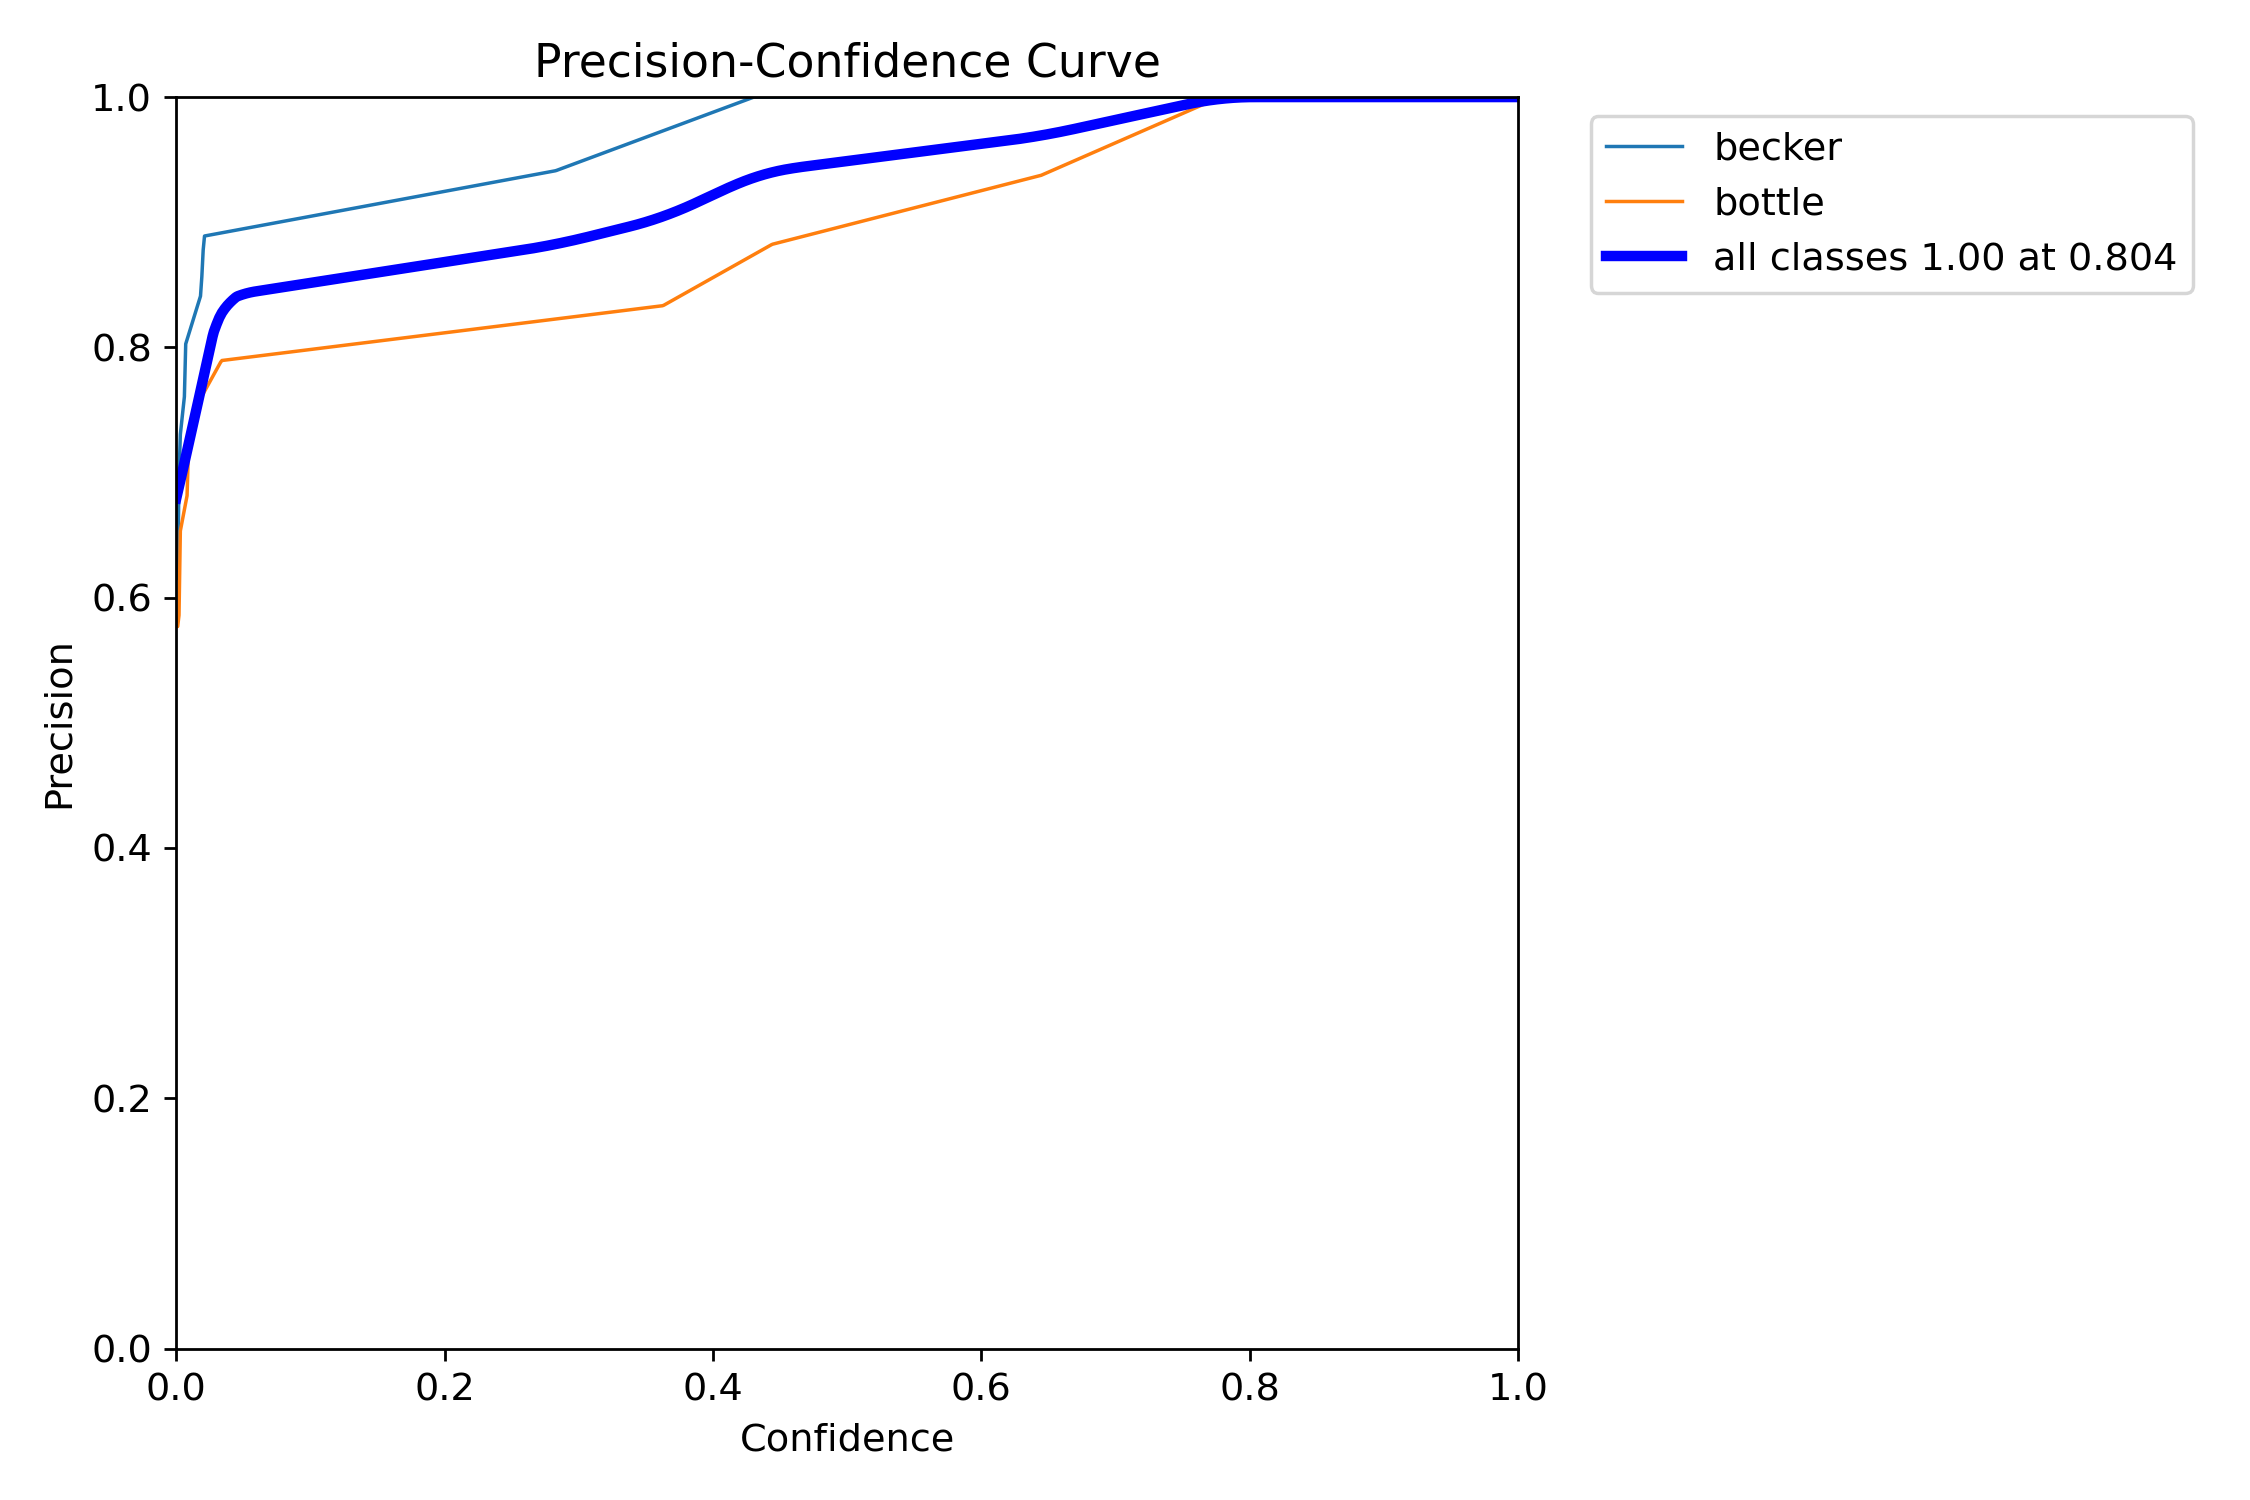 Precision-Confidence Curve
1.0
0.8
0.6
0.4
0.2
0.0
Precision
0.0 0.2 0.4 0.6 0.8 1.0
Confidence
becker
bottle
all classes 1.00 at 0.804